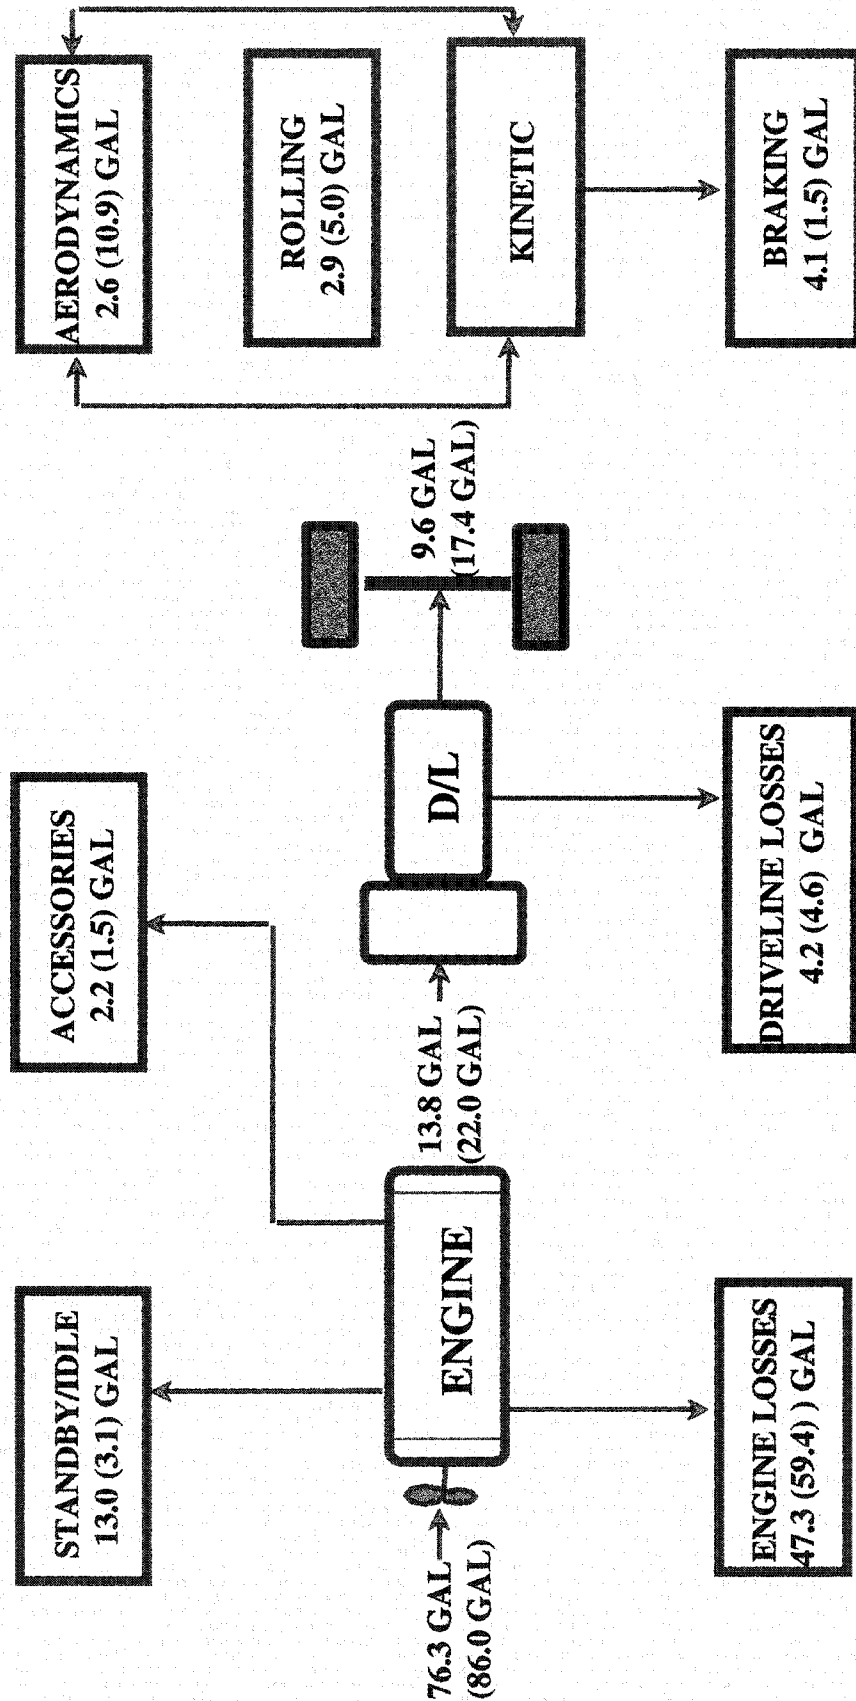 STANDBY/IDLE
13.0 (3.1) GAL
ACCESSORIES
2.2 (1.5) GAL
AERODYNAMICS
2.6 (10.9) GAL
ROLLING
2.9 (5.0) GAL
76.3 GAL
(86.0 GAL)
ENGINE
13.8 GAL
(22.0 GAL)
D/L
9.6 GAL
(17.4 GAL)
KINETIC
ENGINE LOSSES
47.3 (59.4) ) GAL
DRIVELINE LOSSES
4.2 (4.6) GAL
BRAKING
4.1 (1.5) GAL